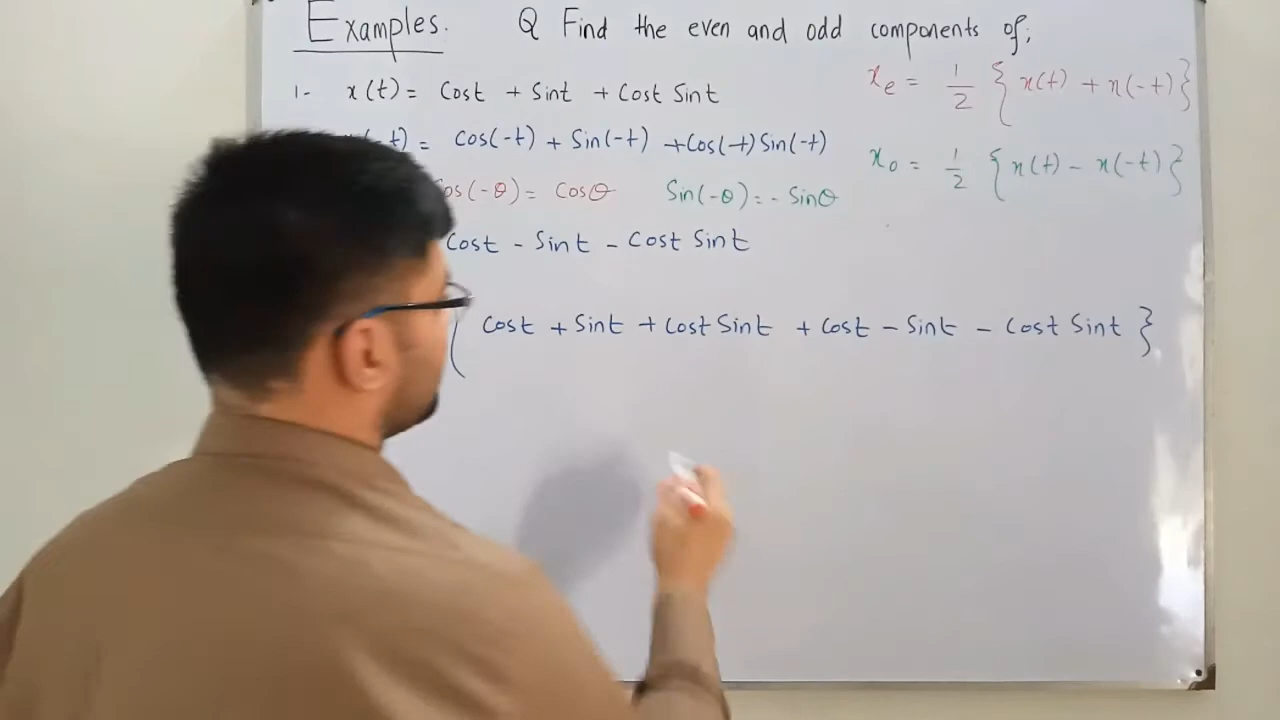 Examples. Q Find the even and odd components of;
1- x(t) = Cost + Sint + Cost Sint
xe = 1/2 { x(t) + x(-t) }
t) = Cos(-t) + Sin(-t) + Cos(-t) Sin(-t)
xo = 1/2 { x(t) - x(-t) }
os(-θ) = Cosθ Sin(-θ) = - Sinθ
Cost - Sint - Cost Sint
{ Cost + Sint + Cost Sint + Cost - Sint - Cost Sint }